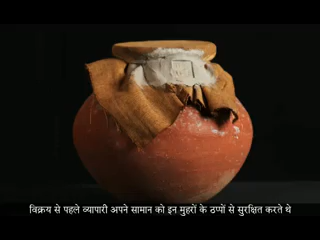 विक्रय से पहले व्यापारी अपने सामान को इन मुहरों के ठप्पों से सुरक्षित करते थे